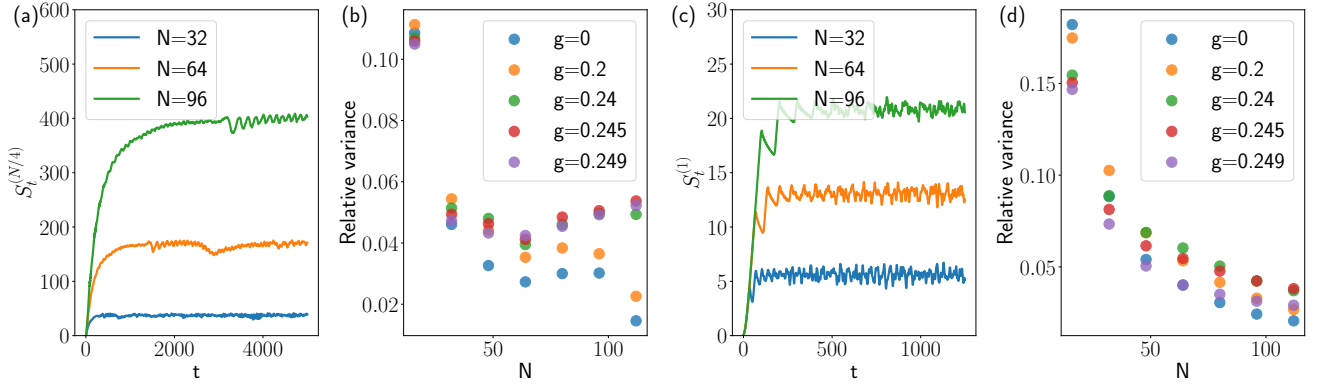 (a)
600
500
400
300
200
100
0
S_t^{(N/4)}
N=32
N=64
N=96
0
2000
4000
t
(b)
0.10
0.08
0.06
0.04
0.02
Relative variance
g=0
g=0.2
g=0.24
g=0.245
g=0.249
50
100
N
(c)
30
25
20
15
10
5
0
S_t^{(1)}
N=32
N=64
N=96
0
500
1000
t
(d)
0.15
0.10
0.05
Relative variance
g=0
g=0.2
g=0.24
g=0.245
g=0.249
50
100
N